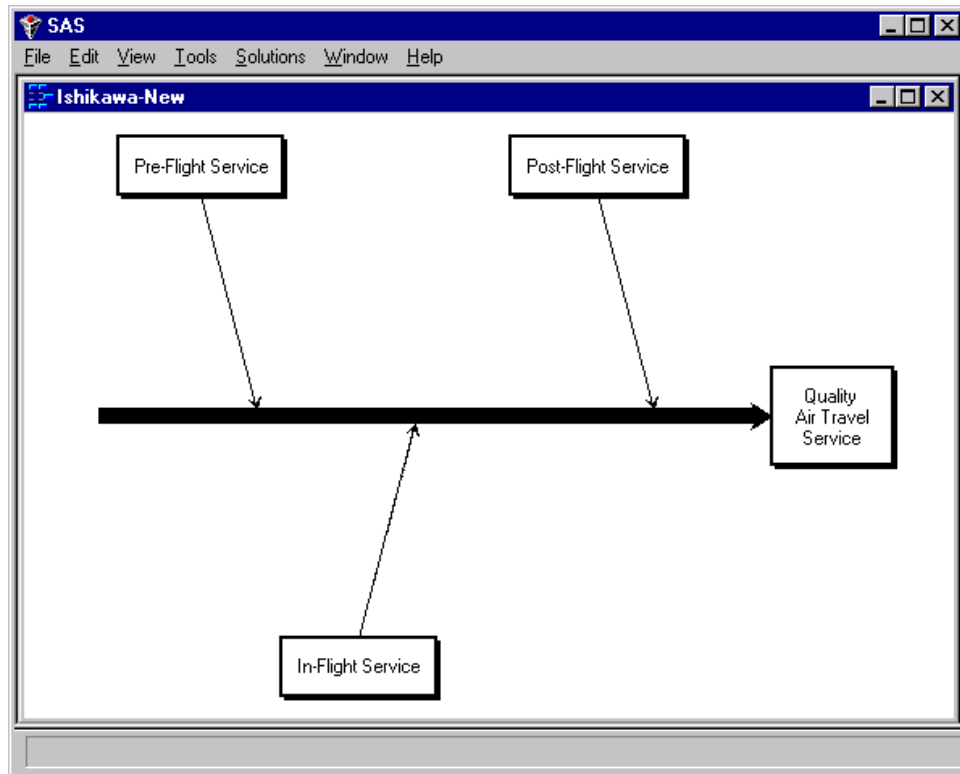 SAS
File Edit View Tools Solutions Window Help
Ishikawa-New
Pre-Flight Service
Post-Flight Service
Quality
Air Travel
Service
In-Flight Service